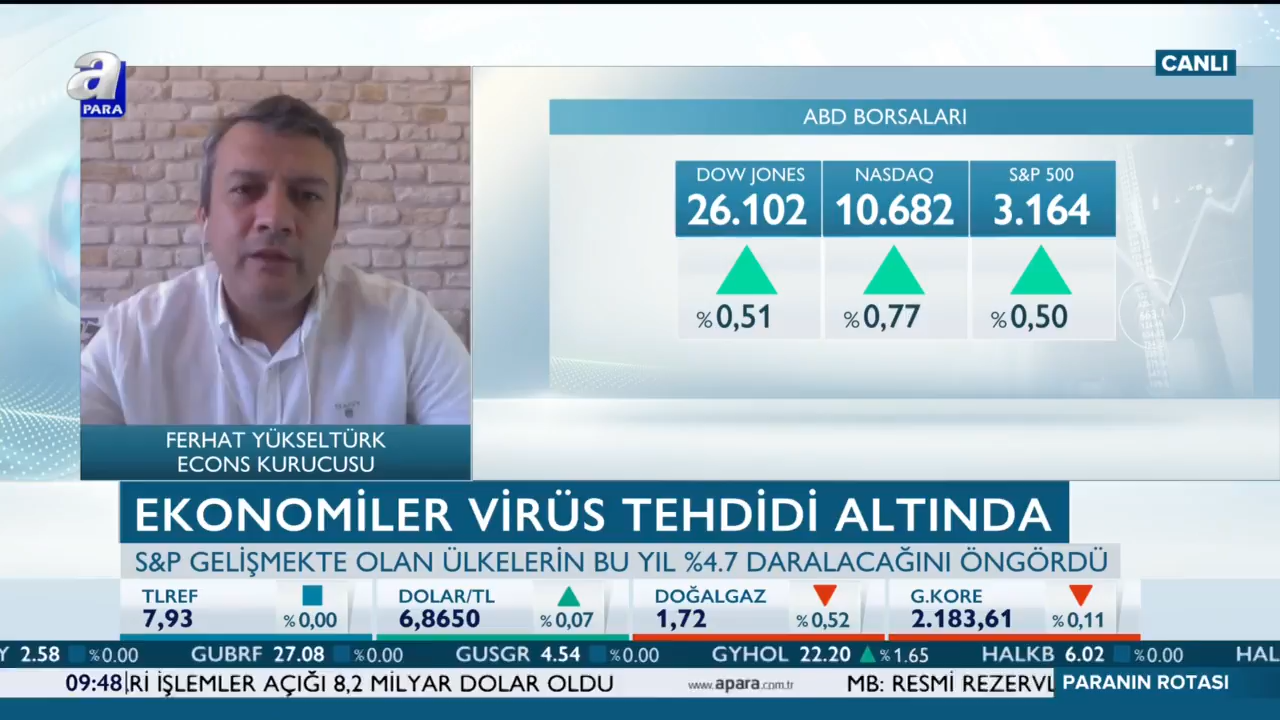 a
PARA
CANLI
ABD BORSALARI
DOW JONES NASDAQ S&P 500
26.102 10.682 3.164
%0,51 %0,77 %0,50
FERHAT YÜKSELTÜRK
ECONS KURUCUSU
EKONOMİLER VİRÜS TEHDİDİ ALTINDA
S&P GELİŞMEKTE OLAN ÜLKELERİN BU YIL %4.7 DARALACAĞINI ÖNGÖRDÜ
TLREF DOLAR/TL DOĞALGAZ G.KORE
7,93 %0,00 6,8650 %0,07 1,72 %0,52 2.183,61 %0,11
Y 2.58 %0.00 GUBRF 27.08 %0.00 GUSGR 4.54 %0.00 GYHOL 22.20 %1.65 HALKB 6.02 %0.00 HAL
09:48 Rİ İŞLEMLER AÇIĞI 8,2 MİLYAR DOLAR OLDU www.apara.com.tr MB: RESMİ REZERVL PARANIN ROTASI